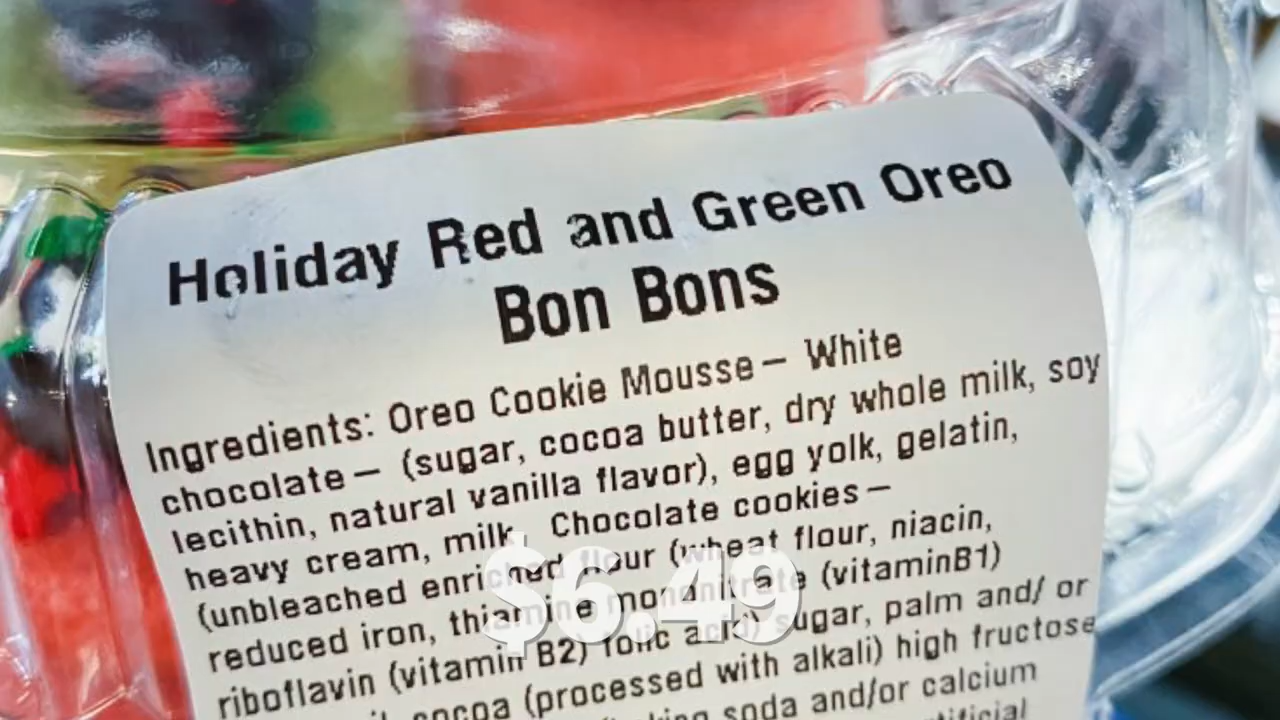 Holiday Red and Green Oreo
Bon Bons
Ingredients: Oreo Cookie Mousse – White
chocolate – (sugar, cocoa butter, dry whole milk, soy
lecithin, natural vanilla flavor), egg yolk, gelatin,
heavy cream, milk, Chocolate cookies –
(unbleached enriched flour (wheat flour, niacin,
reduced iron, thiamine mononitrate (vitaminB1)
riboflavin (vitamin B2) folic acid) sugar, palm and/ or
cocoa (processed with alkali) high fructose
soda and/or calcium
$6.49